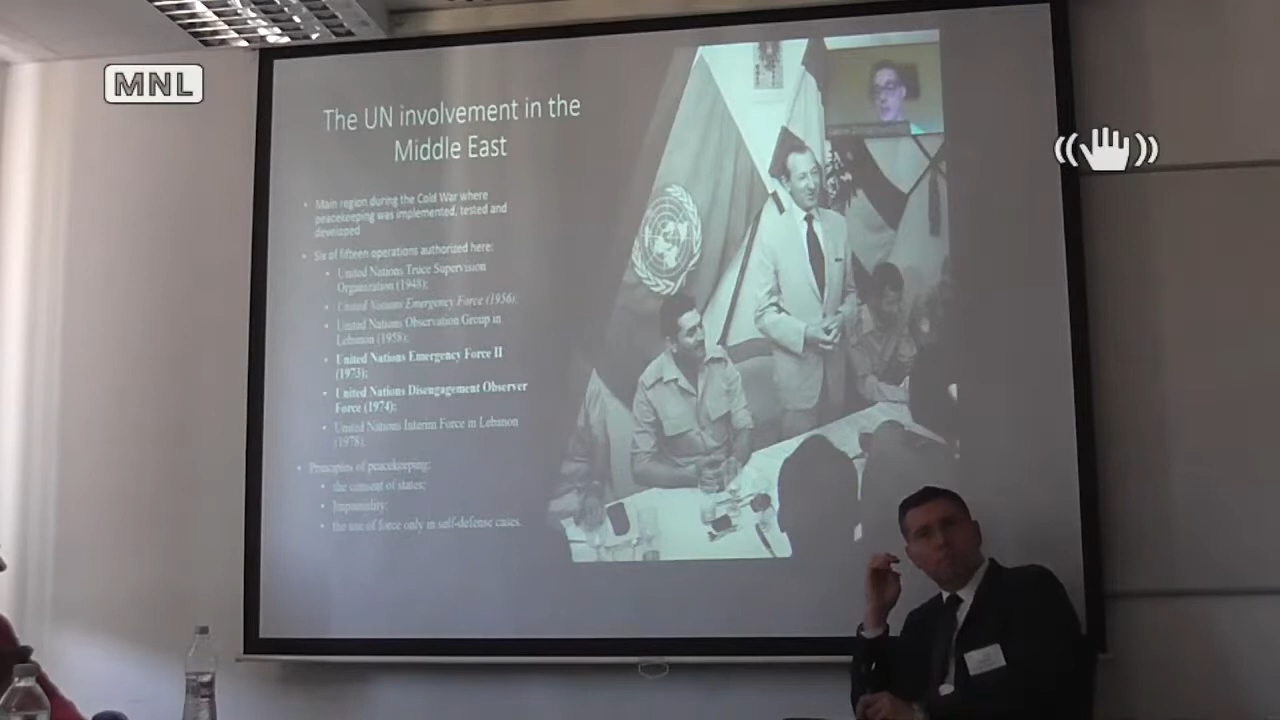 MNL
The UN involvement in the
Middle East
Main region during the Cold War where
peacekeeping was implemented, tested and
developed
Six of fifteen operations authorized here:
United Nations Truce Supervision
Organization (1948);
United Nations Emergency Force (1956);
United Nations Observation Group in
Lebanon (1958);
United Nations Emergency Force II
(1973);
United Nations Disengagement Observer
Force (1974);
United Nations Interim Force in Lebanon
(1978).
Principles of peacekeeping:
the consent of states;
Impartiality;
the use of force only in self-defense cases.